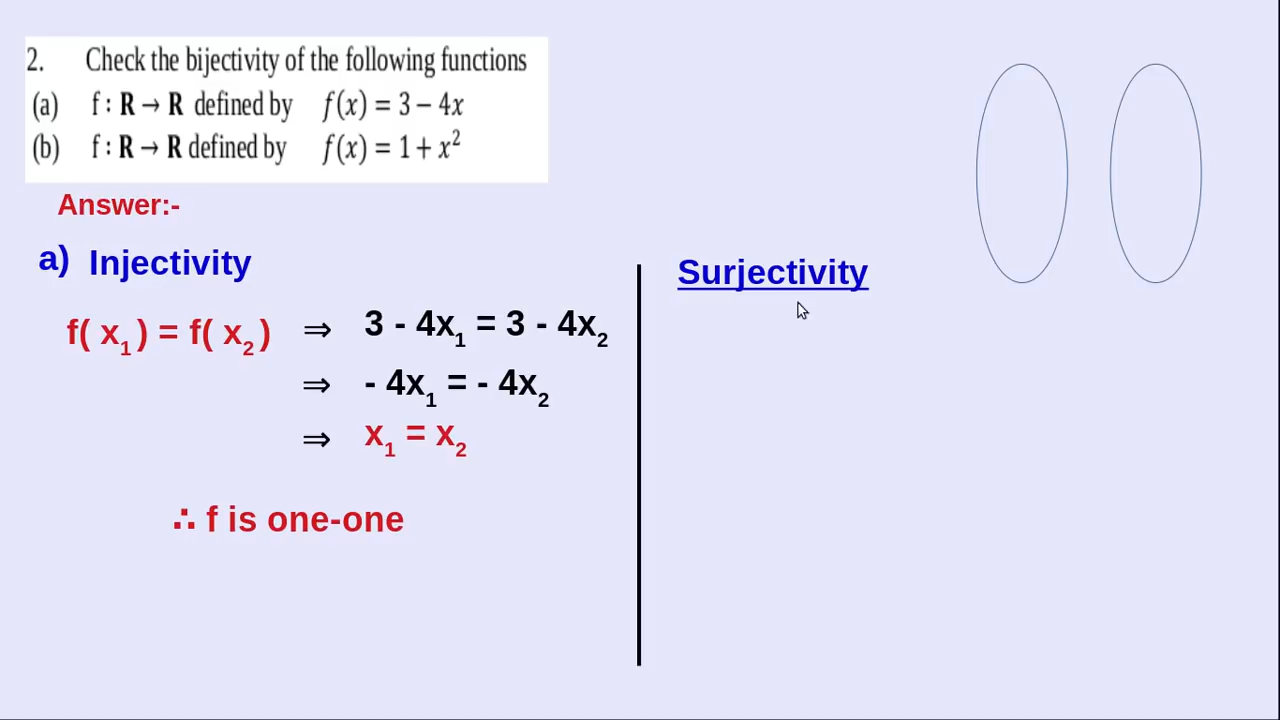 2. Check the bijectivity of the following functions
(a) f : R → R defined by f(x) = 3 – 4x
(b) f : R → R defined by f(x) = 1 + x²
Answer:-
a) Injectivity
f( x₁ ) = f( x₂ ) ⇒ 3 - 4x₁ = 3 - 4x₂
⇒ - 4x₁ = - 4x₂
⇒ x₁ = x₂
∴ f is one-one
Surjectivity